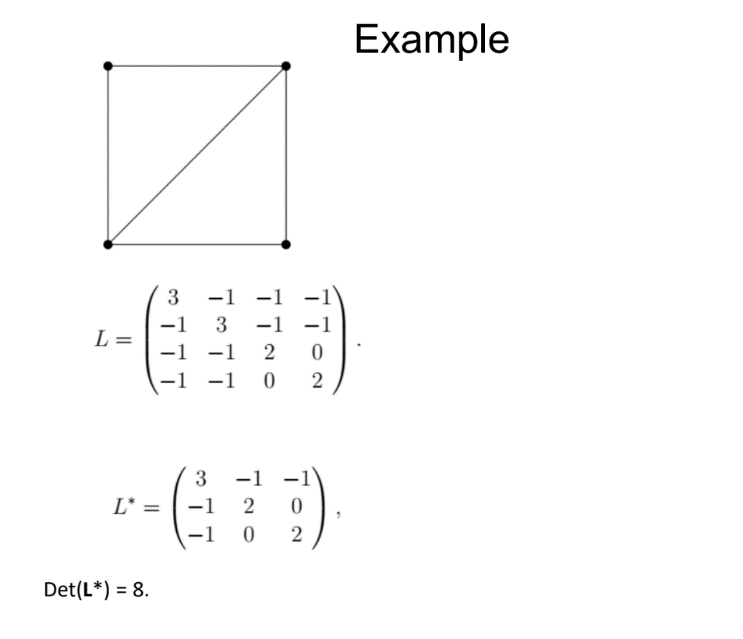 Example
L = ( 3 −1 −1 −1
−1 3 −1 −1
−1 −1 2 0
−1 −1 0 2 ) .
L* = ( 3 −1 −1
−1 2 0
−1 0 2 ) ,
Det(L*) = 8.